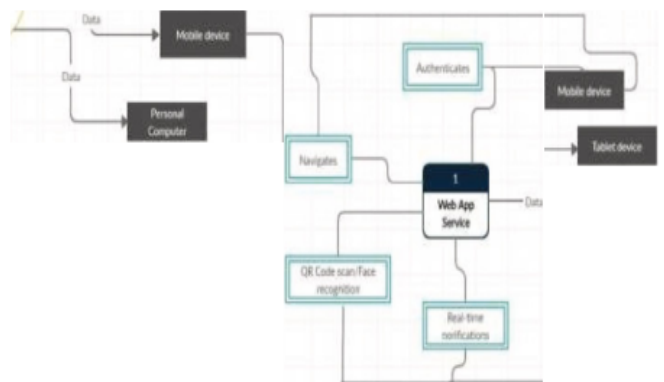 Data
Mobile device
Data
Personal
Computer
Authenticates
Mobile device
Navigates
Tablet device
1
Web App
Service
Data
QR Code scan/Face
recognition
Real-time
notifications